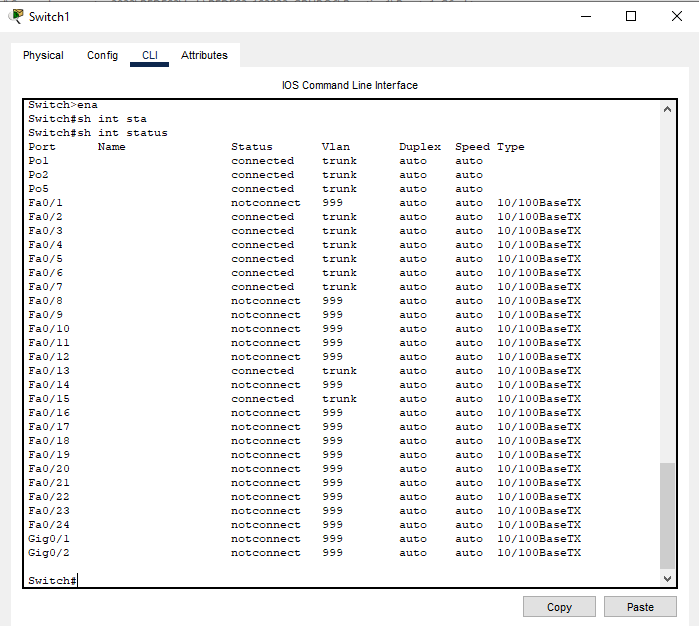 Switch1
Physical Config CLI Attributes
IOS Command Line Interface
Switch>ena
Switch#sh int sta
Switch#sh int status
Port Name Status Vlan Duplex Speed Type
Po1 connected trunk auto auto
Po2 connected trunk auto auto
Po5 connected trunk auto auto
Fa0/1 notconnect 999 auto auto 10/100BaseTX
Fa0/2 connected trunk auto auto 10/100BaseTX
Fa0/3 connected trunk auto auto 10/100BaseTX
Fa0/4 connected trunk auto auto 10/100BaseTX
Fa0/5 connected trunk auto auto 10/100BaseTX
Fa0/6 connected trunk auto auto 10/100BaseTX
Fa0/7 connected trunk auto auto 10/100BaseTX
Fa0/8 notconnect 999 auto auto 10/100BaseTX
Fa0/9 notconnect 999 auto auto 10/100BaseTX
Fa0/10 notconnect 999 auto auto 10/100BaseTX
Fa0/11 notconnect 999 auto auto 10/100BaseTX
Fa0/12 notconnect 999 auto auto 10/100BaseTX
Fa0/13 connected trunk auto auto 10/100BaseTX
Fa0/14 notconnect 999 auto auto 10/100BaseTX
Fa0/15 connected trunk auto auto 10/100BaseTX
Fa0/16 notconnect 999 auto auto 10/100BaseTX
Fa0/17 notconnect 999 auto auto 10/100BaseTX
Fa0/18 notconnect 999 auto auto 10/100BaseTX
Fa0/19 notconnect 999 auto auto 10/100BaseTX
Fa0/20 notconnect 999 auto auto 10/100BaseTX
Fa0/21 notconnect 999 auto auto 10/100BaseTX
Fa0/22 notconnect 999 auto auto 10/100BaseTX
Fa0/23 notconnect 999 auto auto 10/100BaseTX
Fa0/24 notconnect 999 auto auto 10/100BaseTX
Gig0/1 notconnect 999 auto auto 10/100BaseTX
Gig0/2 notconnect 999 auto auto 10/100BaseTX
Switch#
Copy Paste